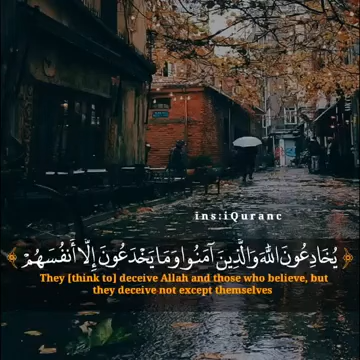 ins:iQuranc
يُخَادِعُونَ اللَّهَ وَالَّذِينَ آمَنُوا وَمَا يَخْدَعُونَ إِلَّا أَنْفُسَهُمْ
They [think to] deceive Allah and those who believe, but
they deceive not except themselves